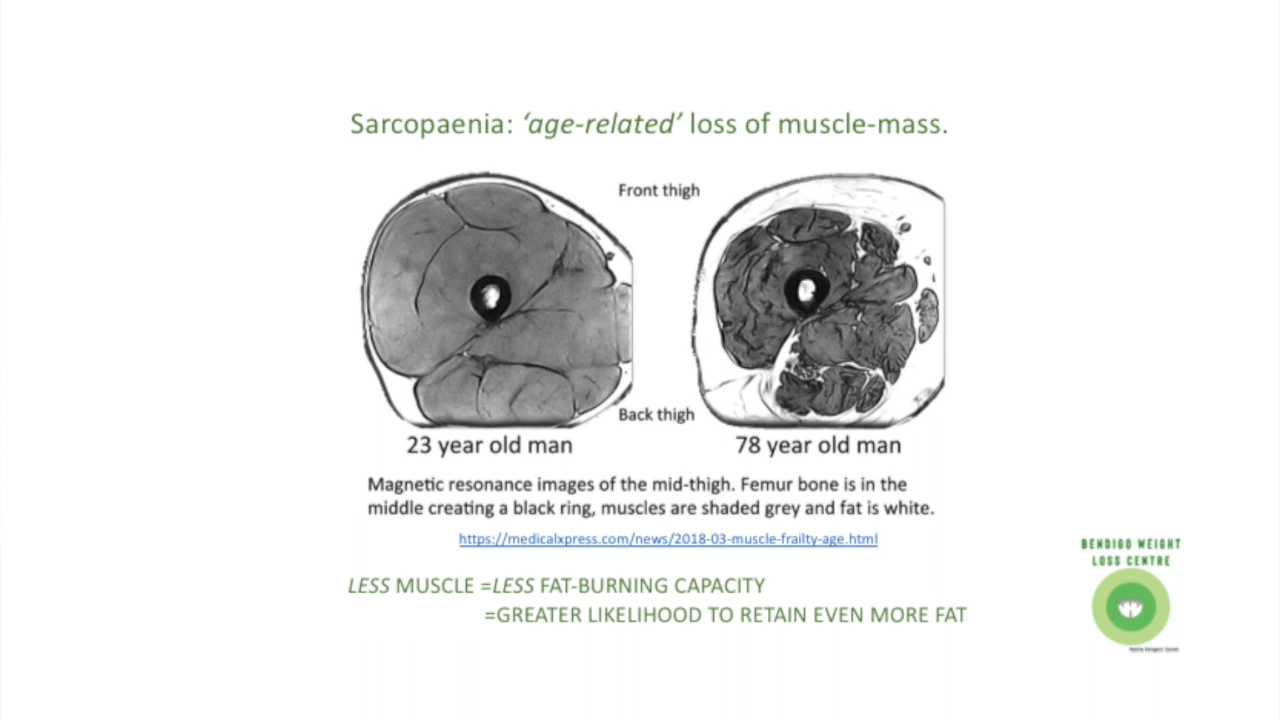 Sarcopaenia: ‘age-related’ loss of muscle-mass.
Front thigh
Back thigh
23 year old man
78 year old man
Magnetic resonance images of the mid-thigh. Femur bone is in the
middle creating a black ring, muscles are shaded grey and fat is white.
https://medicalxpress.com/news/2018-03-muscle-frailty-age.html
LESS MUSCLE =LESS FAT-BURNING CAPACITY
=GREATER LIKELIHOOD TO RETAIN EVEN MORE FAT
BENDIGO WEIGHT
LOSS CENTRE